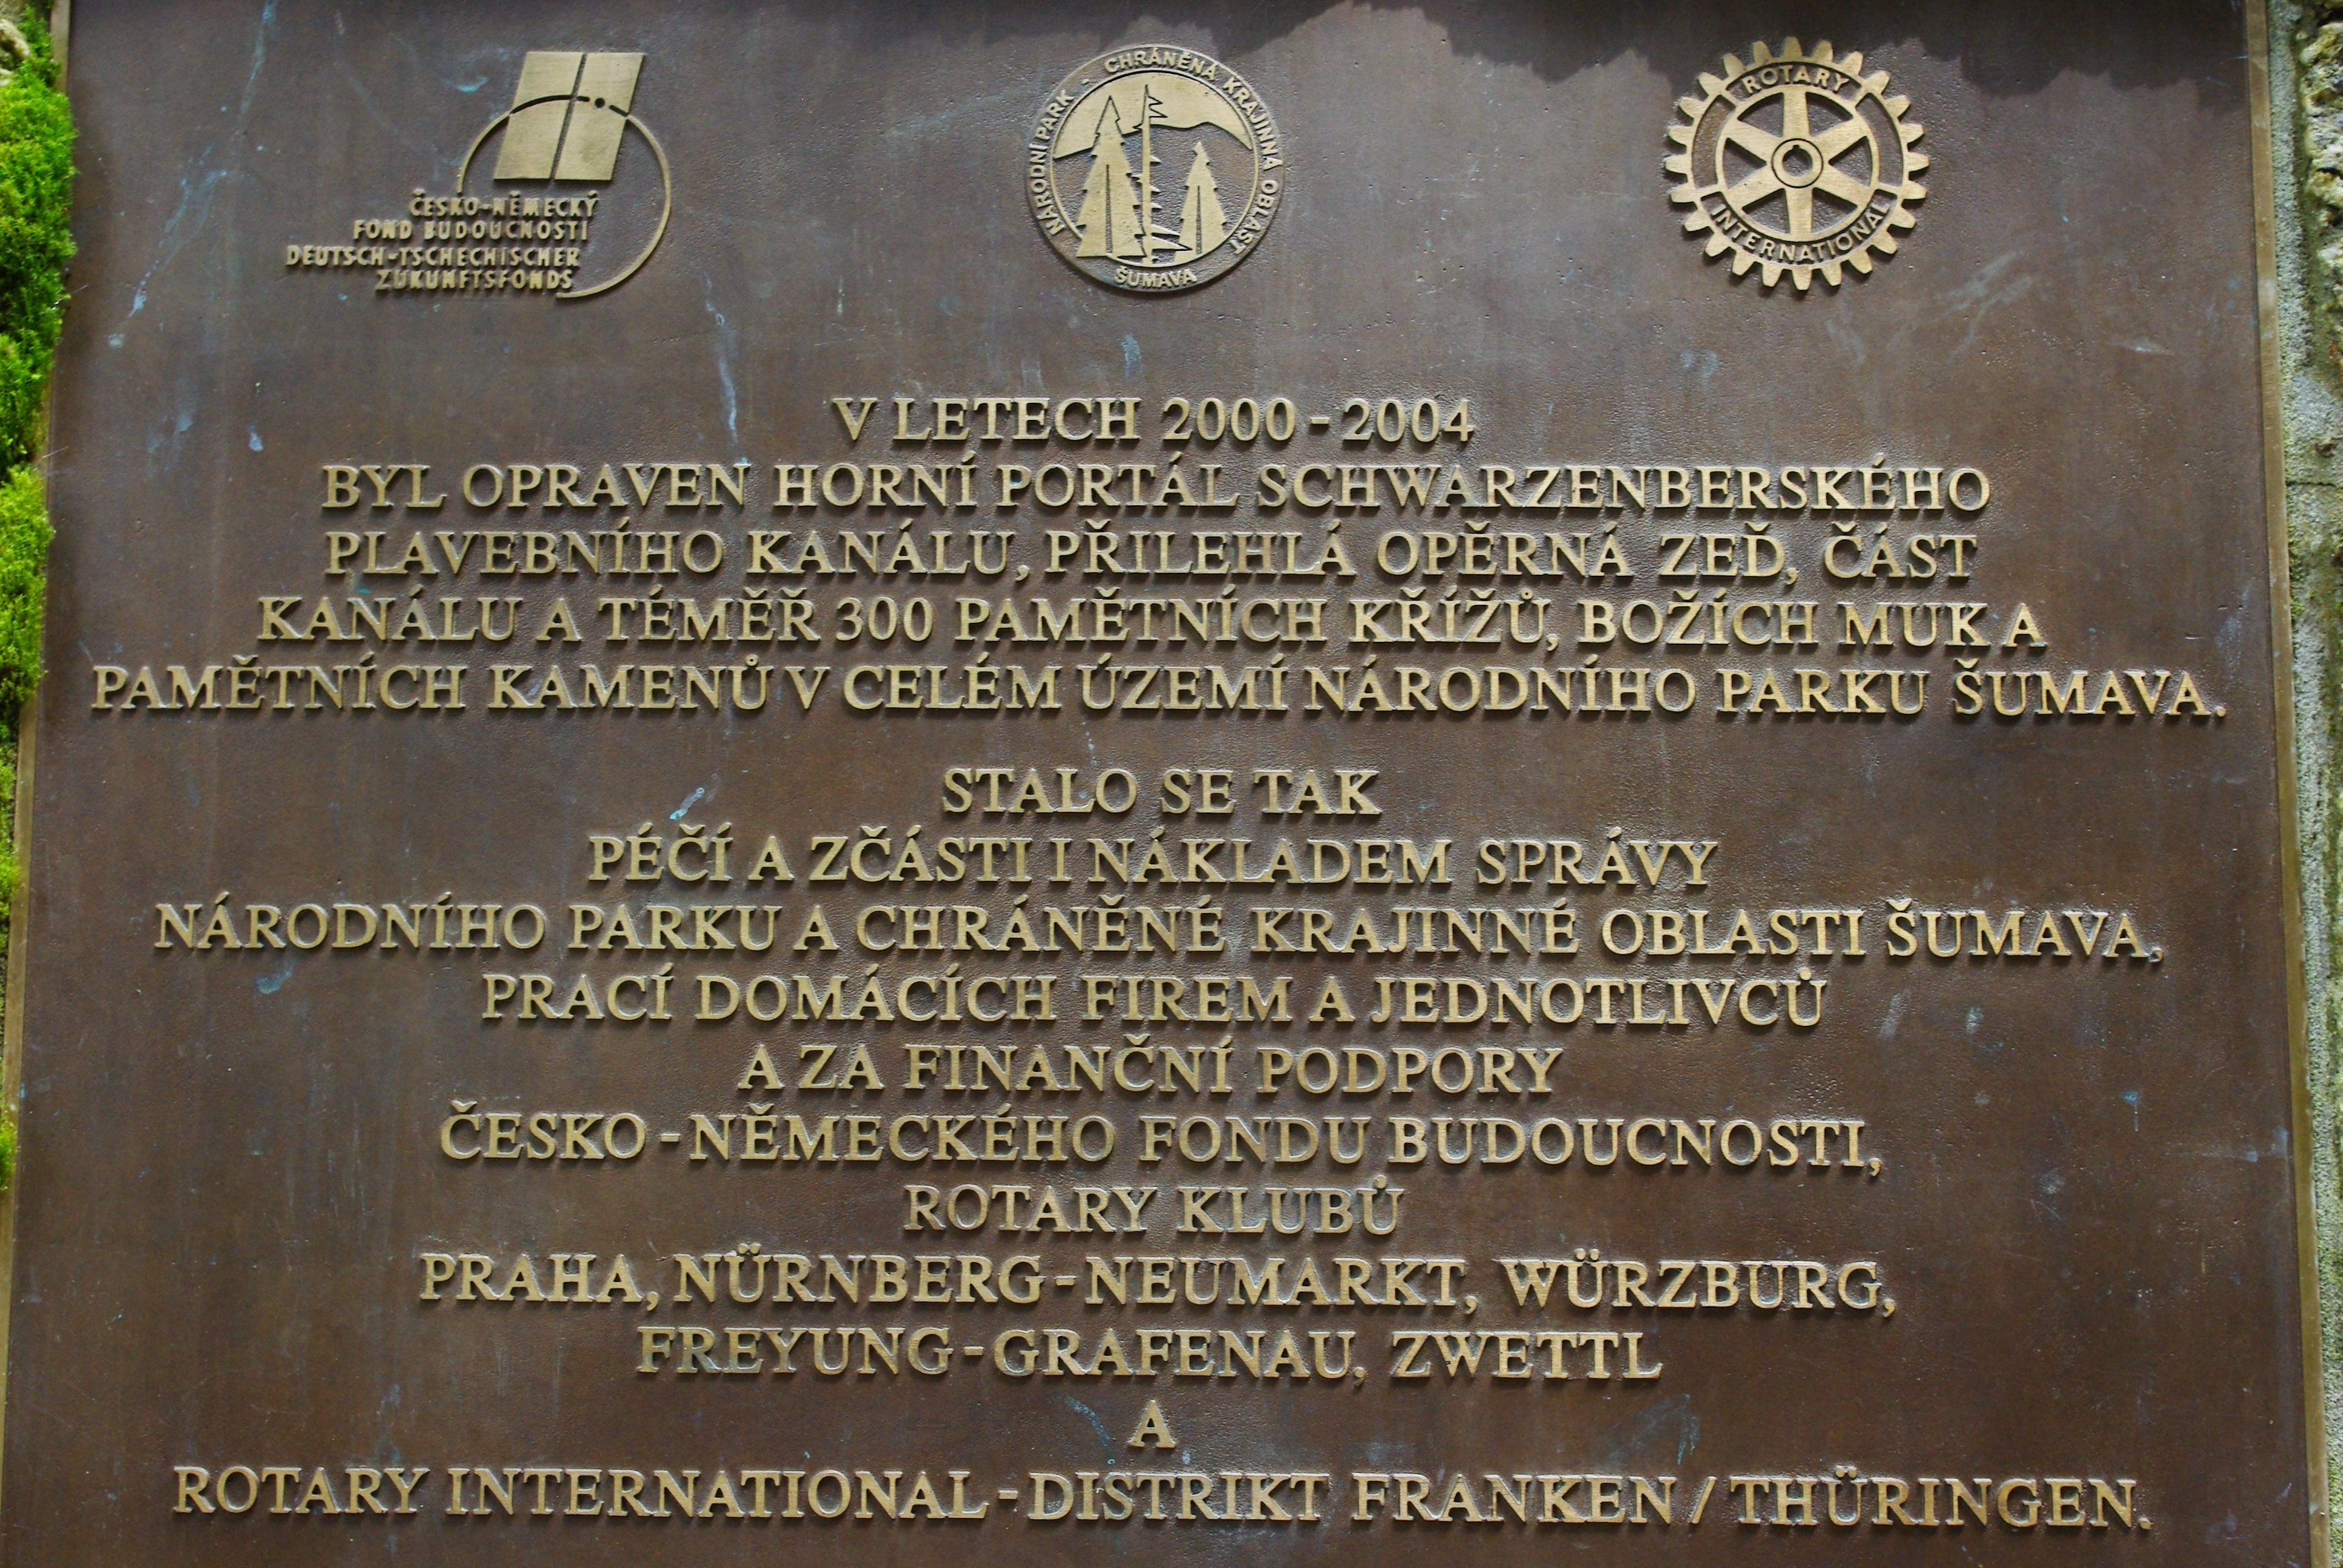 ČESKO-NĚMECKÝ
FOND BUDOUCNOSTI
DEUTSCH-TSCHECHISCHER
ZUKUNFTSFONDS
NÁRODNÍ PARK - CHRÁNĚNÁ KRAJINNÁ OBLAST
ŠUMAVA
ROTARY
INTERNATIONAL
V LETECH 2000-2004
BYL OPRAVEN HORNÍ PORTÁL SCHWARZENBERSKÉHO
PLAVEBNÍHO KANÁLU, PŘILEHLÁ OPĚRNÁ ZEĎ, ČÁST
KANÁLU A TÉMĚŘ 300 PAMĚTNÍCH KŘÍŽŮ, BOŽÍCH MUK A
PAMĚTNÍCH KAMENŮ V CELÉM ÚZEMÍ NÁRODNÍHO PARKU ŠUMAVA.
STALO SE TAK
PÉČÍ A ZČÁSTI I NÁKLADEM SPRÁVY
NÁRODNÍHO PARKU A CHRÁNĚNÉ KRAJINNÉ OBLASTI ŠUMAVA,
PRACÍ DOMÁCÍCH FIREM A JEDNOTLIVCŮ
A ZA FINANČNÍ PODPORY
ČESKO-NĚMECKÉHO FONDU BUDOUCNOSTI,
ROTARY KLUBŮ
PRAHA, NÜRNBERG-NEUMARKT, WÜRZBURG,
FREYUNG-GRAFENAU, ZWETTL
A
ROTARY INTERNATIONAL-DISTRIKT FRANKEN/THÜRINGEN.